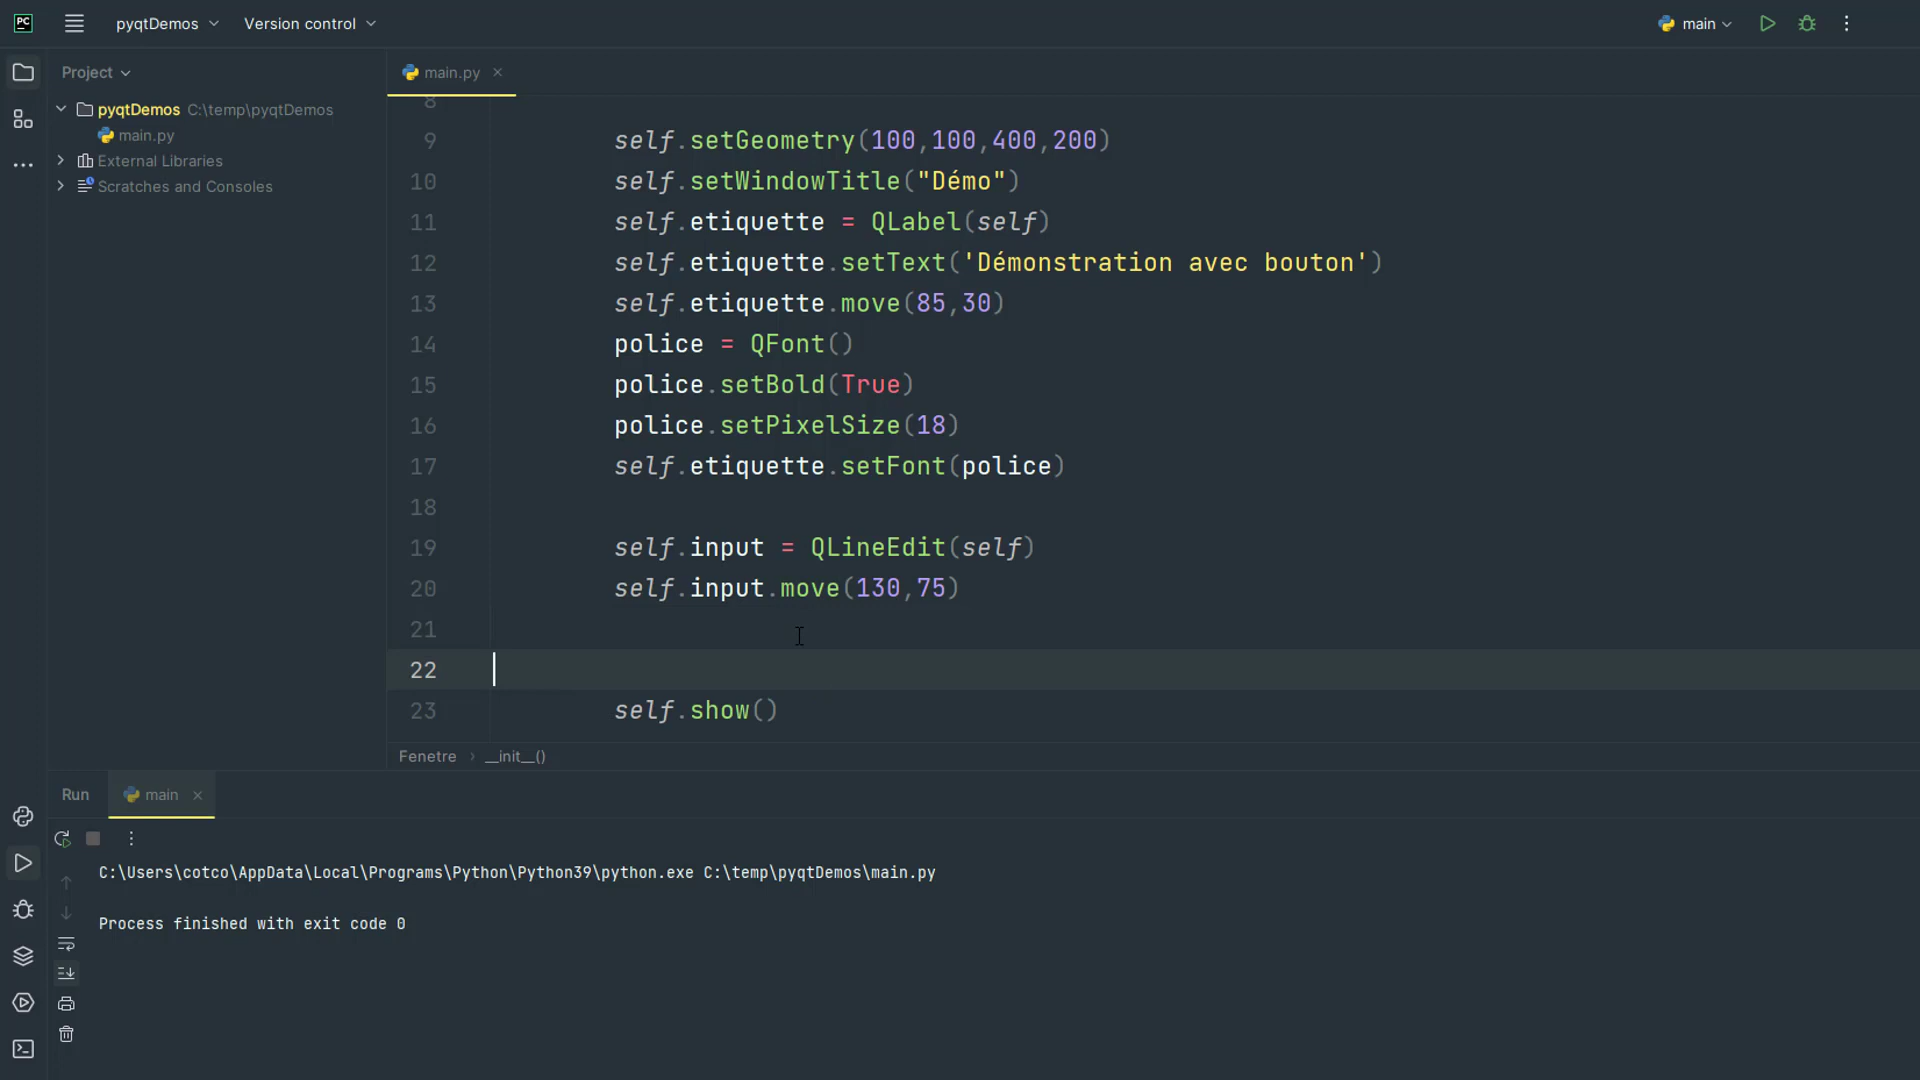 PC pyqtDemos Version control main
Project main.py
pyqtDemos C:\temp\pyqtDemos
main.py
External Libraries
Scratches and Consoles
8
9 self.setGeometry(100,100,400,200)
10 self.setWindowTitle("Démo")
11 self.etiquette = QLabel(self)
12 self.etiquette.setText('Démonstration avec bouton')
13 self.etiquette.move(85,30)
14 police = QFont()
15 police.setBold(True)
16 police.setPixelSize(18)
17 self.etiquette.setFont(police)
18
19 self.input = QLineEdit(self)
20 self.input.move(130,75)
21
22
23 self.show()
Fenetre › __init__()
Run main
C:\Users\cotco\AppData\Local\Programs\Python\Python39\python.exe C:\temp\pyqtDemos\main.py
Process finished with exit code 0